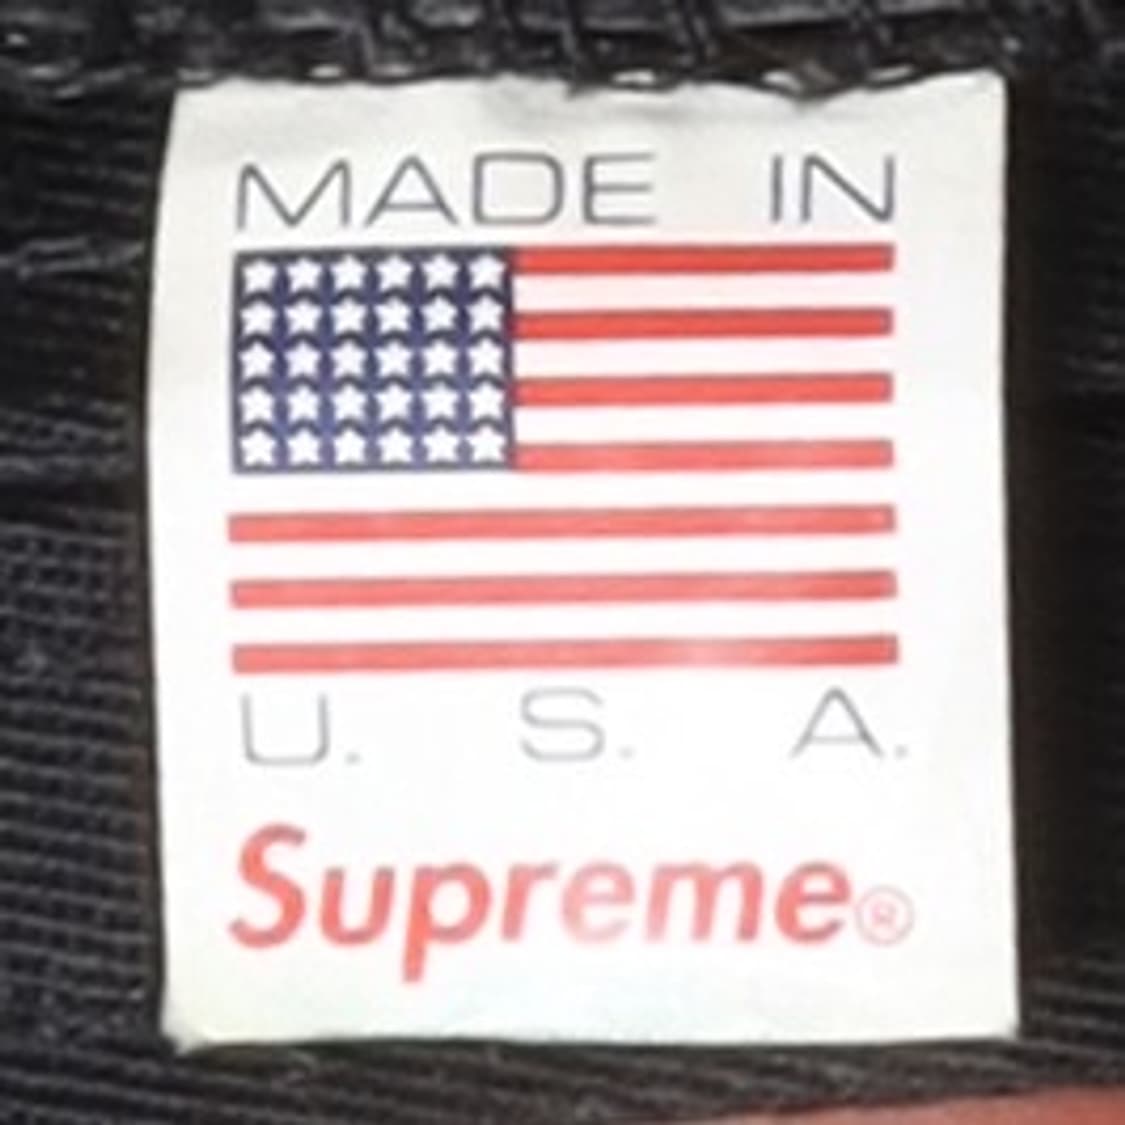 MADE IN
U. S. A.
Supreme®